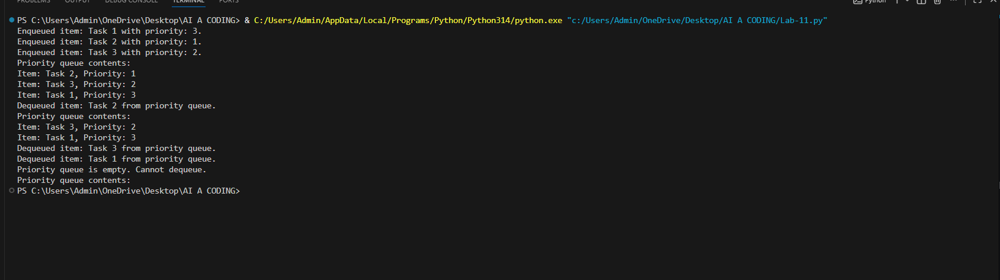 PROBLEMS OUTPUT DEBUG CONSOLE TERMINAL PORTS Python
PS C:\Users\Admin\OneDrive\Desktop\AI A CODING> & C:/Users/Admin/AppData/Local/Programs/Python/Python314/python.exe "c:/Users/Admin/OneDrive/Desktop/AI A CODING/Lab-11.py"
Enqueued item: Task 1 with priority: 3.
Enqueued item: Task 2 with priority: 1.
Enqueued item: Task 3 with priority: 2.
Priority queue contents:
Item: Task 2, Priority: 1
Item: Task 3, Priority: 2
Item: Task 1, Priority: 3
Dequeued item: Task 2 from priority queue.
Priority queue contents:
Item: Task 3, Priority: 2
Item: Task 1, Priority: 3
Dequeued item: Task 3 from priority queue.
Dequeued item: Task 1 from priority queue.
Priority queue is empty. Cannot dequeue.
Priority queue contents:
PS C:\Users\Admin\OneDrive\Desktop\AI A CODING>